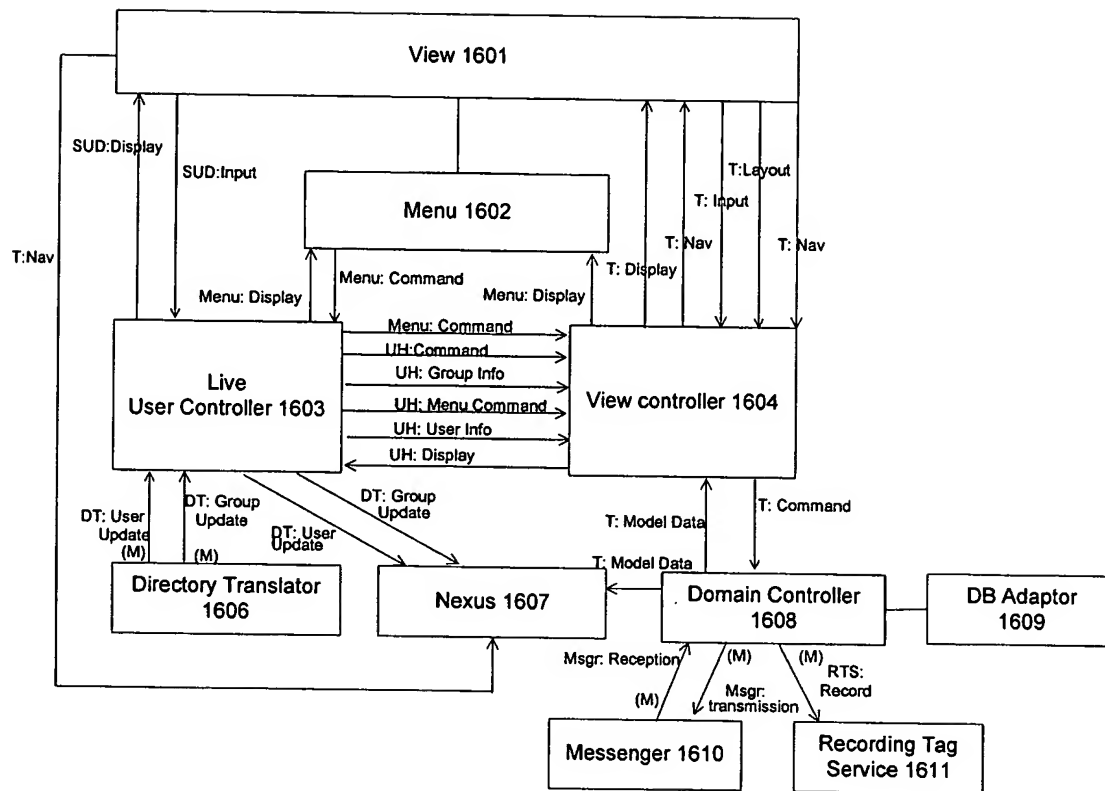 View 1601
SUD:Display
SUD:Input
T:Layout
T: Input
Menu 1602
T:Nav
T: Nav
T: Nav
T: Display
Menu: Command
Menu: Display
Menu: Display
Menu: Command
UH:Command
UH: Group Info
Live
User Controller 1603
View controller 1604
UH: Menu Command
UH: User Info
UH: Display
DT: Group
Update
DT: User
Update
(M)
(M)
DT: Group
Update
DT: User
Update
T: Model Data
T: Command
T: Model Data
Directory Translator
1606
Nexus 1607
Domain Controller
1608
DB Adaptor
1609
Msgr: Reception
(M)
(M)
(M)
RTS:
Record
Msgr:
transmission
Messenger 1610
Recording Tag
Service 1611